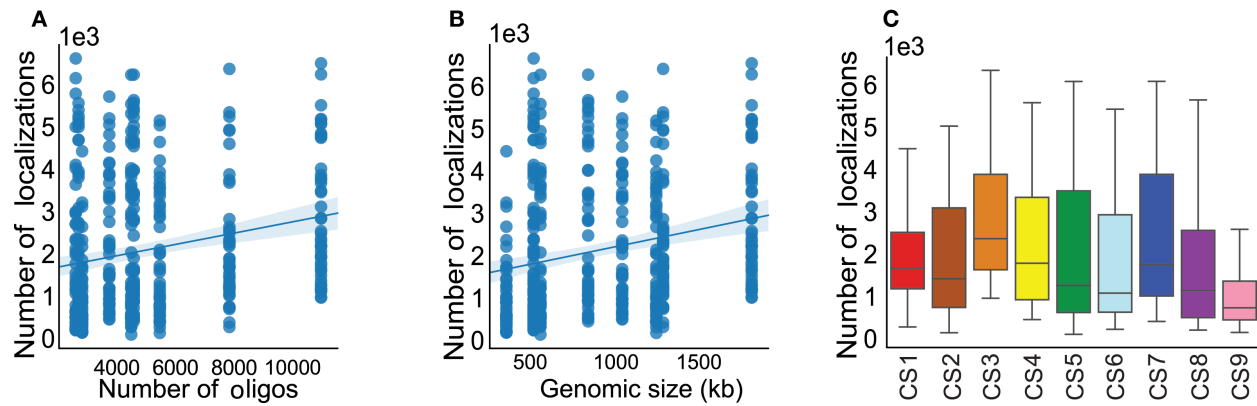 A
1e3
Number of localizations
6
5
4
3
2
1
0
4000 6000 8000 10000
Number of oligos
B
1e3
Number of localizations
6
5
4
3
2
1
0
500 1000 1500
Genomic size (kb)
C
1e3
Number of localizations
6
5
4
3
2
1
0
CS1 CS2 CS3 CS4 CS5 CS6 CS7 CS8 CS9